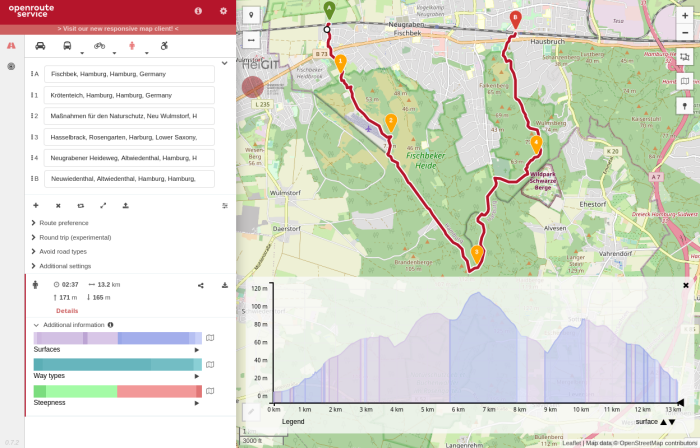 openroute
service
> Visit our new responsive map client! <
A Fischbek, Hamburg, Hamburg, Germany
1 Krötenteich, Hamburg, Hamburg, Germany
2 Maßnahmen für den Naturschutz, Neu Wulmstorf, H
3 Hasselbrack, Rosengarten, Harburg, Lower Saxony,
4 Neugrabener Heideweg, Altwiedenthal, Hamburg, H
B Neuwiedenthal, Altwiedenthal, Hamburg, Hamburg,
Route preference
Round trip (experimental)
Avoid road types
Additional settings
02:37 13.2 km
171 m 165 m
Details
Additional information
Surfaces
Way types
Steepness
0.7.2
A
B
Neugraben
Fischbek
Hausbruch
HeiGIT
B 73
L 235
1
2
4
Fischbeker
Heide
Wildpark
Schwarze
Berge
K 20
A 7
Wulmstorf
Daerstorf
Ehestorf
Alvesen
Vahrendorf
120 m
100 m
80 m
60 m
40 m
20 m
0 m
0 km 1 km 2 km 3 km 4 km 5 km 6 km 7 km 8 km 9 km 10 km 11 km 12 km 13 km
Legend
surface
3000 ft
Langenrehm
Leaflet | Map data © OpenStreetMap contributors